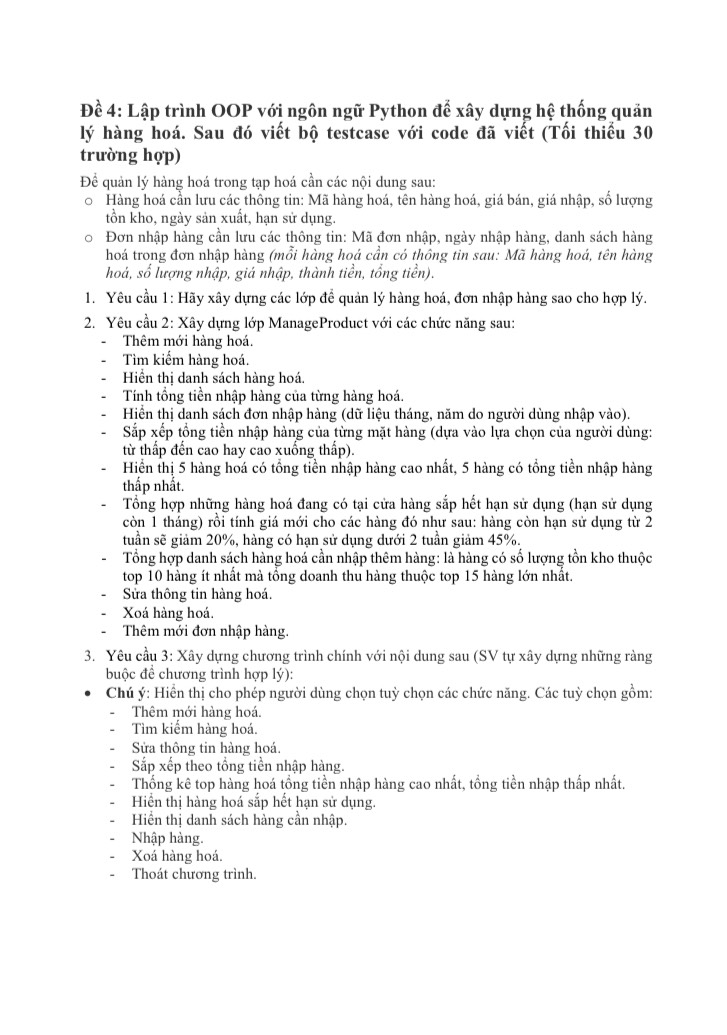 Đề 4: Lập trình OOP với ngôn ngữ Python để xây dựng hệ thống quản
lý hàng hoá. Sau đó viết bộ testcase với code đã viết (Tối thiểu 30
trường hợp)
Để quản lý hàng hoá trong tạp hoá cần các nội dung sau:
o Hàng hoá cần lưu các thông tin: Mã hàng hoá, tên hàng hoá, giá bán, giá nhập, số lượng
tồn kho, ngày sản xuất, hạn sử dụng.
o Đơn nhập hàng cần lưu các thông tin: Mã đơn nhập, ngày nhập hàng, danh sách hàng
hoá trong đơn nhập hàng (mỗi hàng hoá cần có thông tin sau: Mã hàng hoá, tên hàng
hoá, số lượng nhập, giá nhập, thành tiền, tổng tiền).
1. Yêu cầu 1: Hãy xây dựng các lớp để quản lý hàng hoá, đơn nhập hàng sao cho hợp lý.
2. Yêu cầu 2: Xây dựng lớp ManageProduct với các chức năng sau:
- Thêm mới hàng hoá.
- Tìm kiếm hàng hoá.
- Hiển thị danh sách hàng hoá.
- Tính tổng tiền nhập hàng của từng hàng hoá.
- Hiển thị danh sách đơn nhập hàng (dữ liệu tháng, năm do người dùng nhập vào).
- Sắp xếp tổng tiền nhập hàng của từng mặt hàng (dựa vào lựa chọn của người dùng:
từ thấp đến cao hay cao xuống thấp).
- Hiển thị 5 hàng hoá có tổng tiền nhập hàng cao nhất, 5 hàng có tổng tiền nhập hàng
thấp nhất.
- Tổng hợp những hàng hoá đang có tại cửa hàng sắp hết hạn sử dụng (hạn sử dụng
còn 1 tháng) rồi tính giá mới cho các hàng đó như sau: hàng còn hạn sử dụng từ 2
tuần sẽ giảm 20%, hàng có hạn sử dụng dưới 2 tuần giảm 45%.
- Tổng hợp danh sách hàng hoá cần nhập thêm hàng: là hàng có số lượng tồn kho thuộc
top 10 hàng ít nhất mà tổng doanh thu hàng thuộc top 15 hàng lớn nhất.
- Sửa thông tin hàng hoá.
- Xoá hàng hoá.
- Thêm mới đơn nhập hàng.
3. Yêu cầu 3: Xây dựng chương trình chính với nội dung sau (SV tự xây dựng những ràng
buộc để chương trình hợp lý):
• Chú ý: Hiển thị cho phép người dùng chọn tuỳ chọn các chức năng. Các tuỳ chọn gồm:
- Thêm mới hàng hoá.
- Tìm kiếm hàng hoá.
- Sửa thông tin hàng hoá.
- Sắp xếp theo tổng tiền nhập hàng.
- Thống kê top hàng hoá tổng tiền nhập hàng cao nhất, tổng tiền nhập thấp nhất.
- Hiển thị hàng hoá sắp hết hạn sử dụng.
- Hiển thị danh sách hàng cần nhập.
- Nhập hàng.
- Xoá hàng hoá.
- Thoát chương trình.